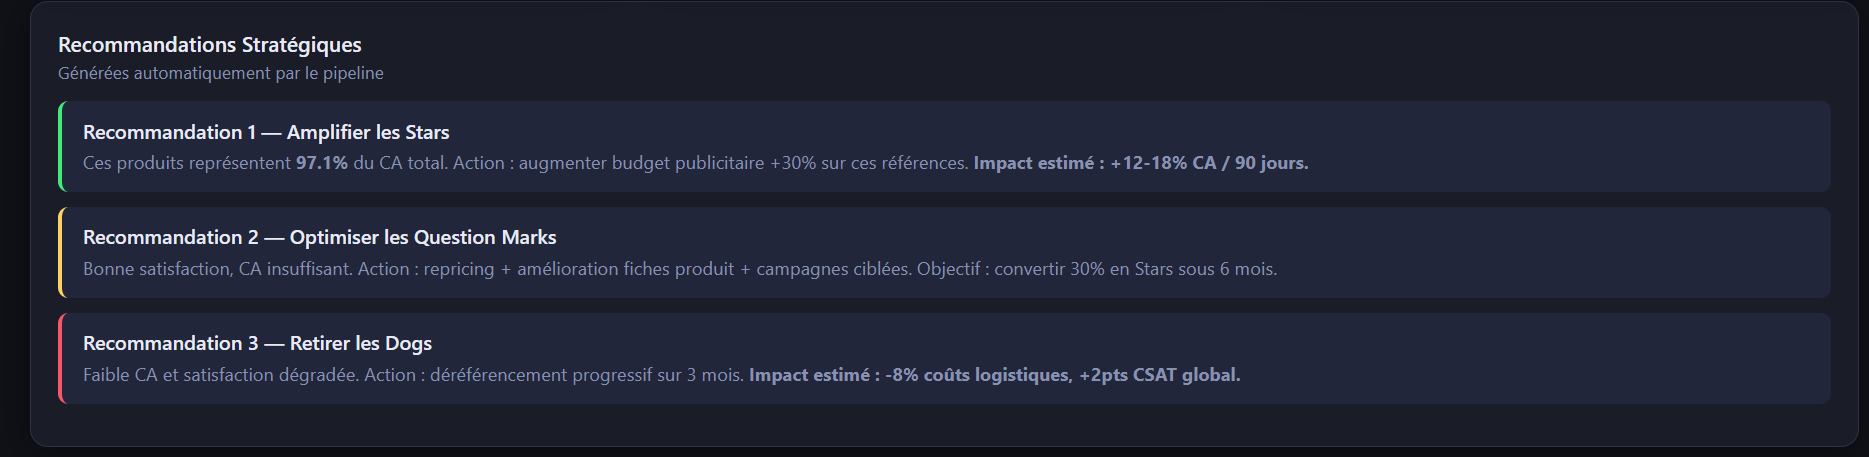 Recommandations Stratégiques
Générées automatiquement par le pipeline
Recommandation 1 — Amplifier les Stars
Ces produits représentent 97.1% du CA total. Action : augmenter budget publicitaire +30% sur ces références. Impact estimé : +12-18% CA / 90 jours.
Recommandation 2 — Optimiser les Question Marks
Bonne satisfaction, CA insuffisant. Action : repricing + amélioration fiches produit + campagnes ciblées. Objectif : convertir 30% en Stars sous 6 mois.
Recommandation 3 — Retirer les Dogs
Faible CA et satisfaction dégradée. Action : déréférencement progressif sur 3 mois. Impact estimé : -8% coûts logistiques, +2pts CSAT global.